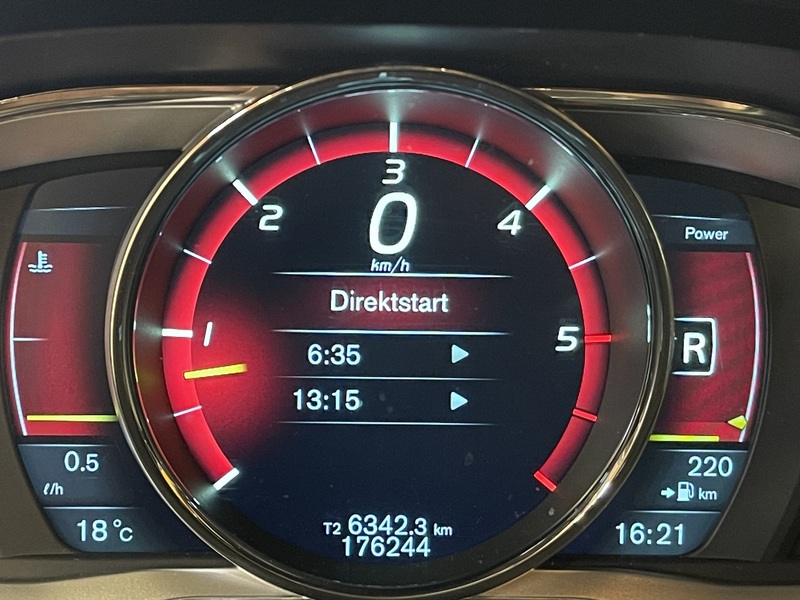 3
2
4
0
km/h
Power
Direktstart
1
5
R
6:35
13:15
0.5
ℓ/h
220
km
18°C
T2 6342.3 km
176244
16:21